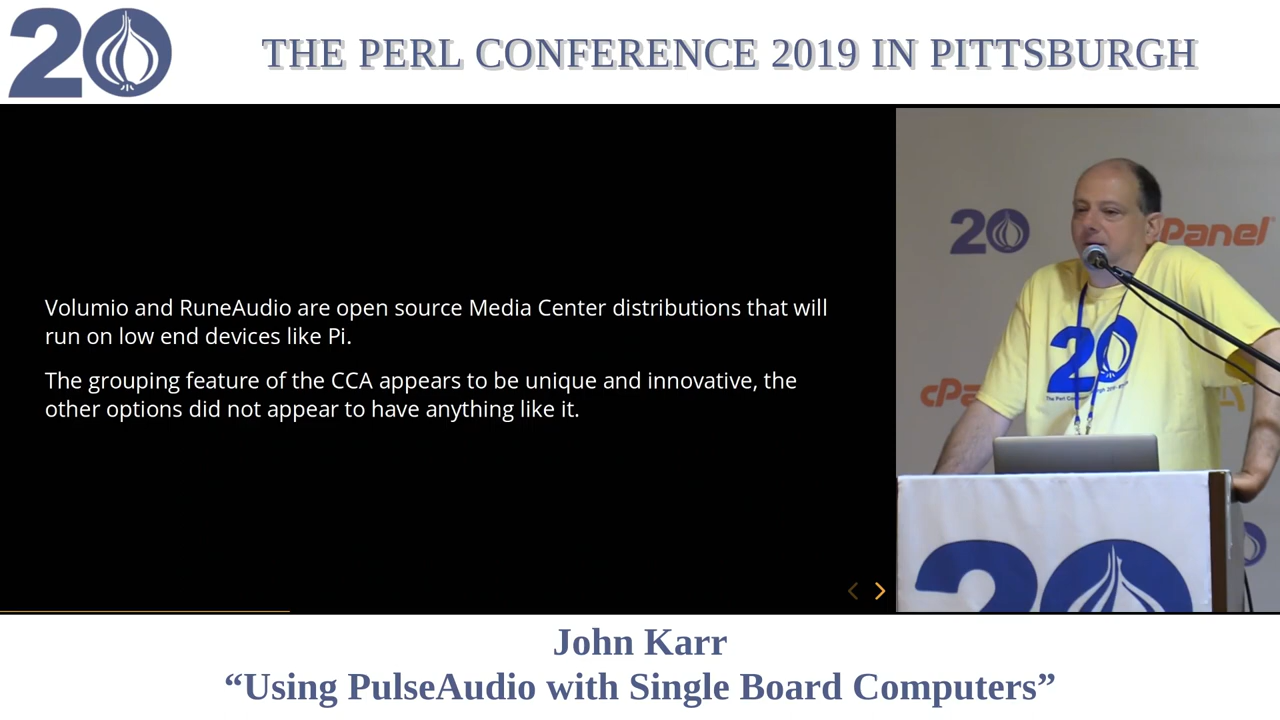 20
THE PERL CONFERENCE 2019 IN PITTSBURGH
Volumio and RuneAudio are open source Media Center distributions that will
run on low end devices like Pi.
The grouping feature of the CCA appears to be unique and innovative, the
other options did not appear to have anything like it.
20
Panel
cPa
20
The Perl
20
John Karr
“Using PulseAudio with Single Board Computers”